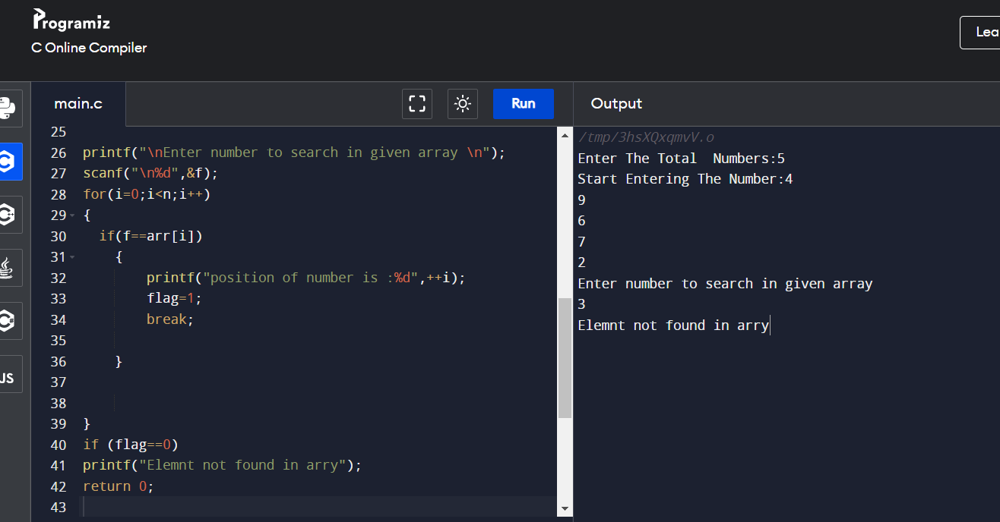 Programiz
C Online Compiler
Lea
main.c
Run
Output
25
26 printf("\nEnter number to search in given array \n");
27 scanf("\n%d",&f);
28 for(i=0;i<n;i++)
29 {
30 if(f==arr[i])
31 {
32 printf("position of number is :%d",++i);
33 flag=1;
34 break;
35
36 }
37
38
39 }
40 if (flag==0)
41 printf("Elemnt not found in arry");
42 return 0;
43
/tmp/3hsXQxqmvV.o
Enter The Total  Numbers:5
Start Entering The Number:4
9
6
7
2
Enter number to search in given array
3
Elemnt not found in arry
C
C++
C#
JS